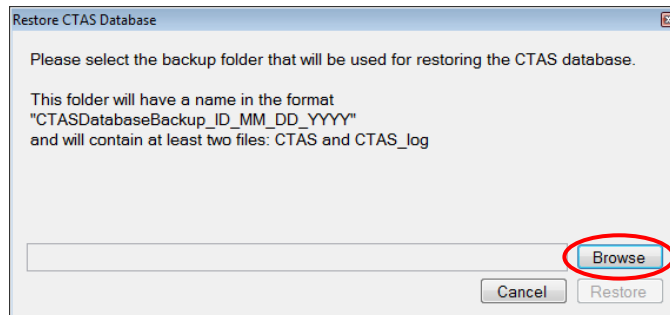 Restore CTAS Database
Please select the backup folder that will be used for restoring the CTAS database.
This folder will have a name in the format
"CTASDatabaseBackup_ID_MM_DD_YYYY"
and will contain at least two files: CTAS and CTAS_log
Browse
Cancel
Restore